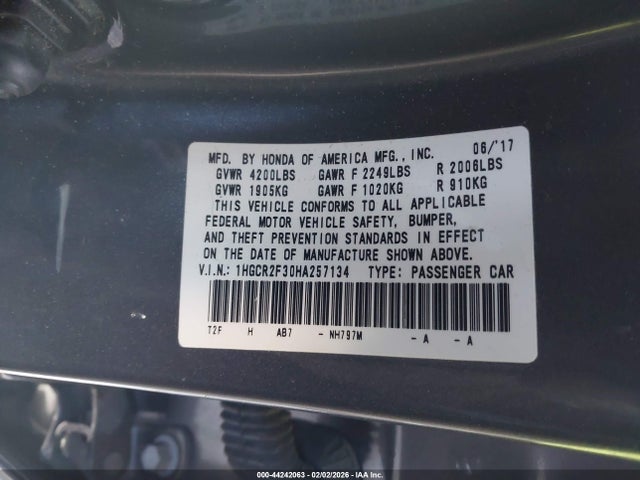 MFD. BY HONDA OF AMERICA MFG., INC. 06/'17
GVWR 4200LBS GAWR F 2249LBS R 2006LBS
GVWR 1905KG GAWR F 1020KG R 910KG
THIS VEHICLE CONFORMS TO ALL APPLICABLE
FEDERAL MOTOR VEHICLE SAFETY, BUMPER,
AND THEFT PREVENTION STANDARDS IN EFFECT
ON THE DATE OF MANUFACTURE SHOWN ABOVE.
V.I.N.: 1HGCR2F30HA257134 TYPE: PASSENGER CAR
T2F H AB7 - NH797M - A - A
000-44242063 - 02/02/2026 - IAA Inc.